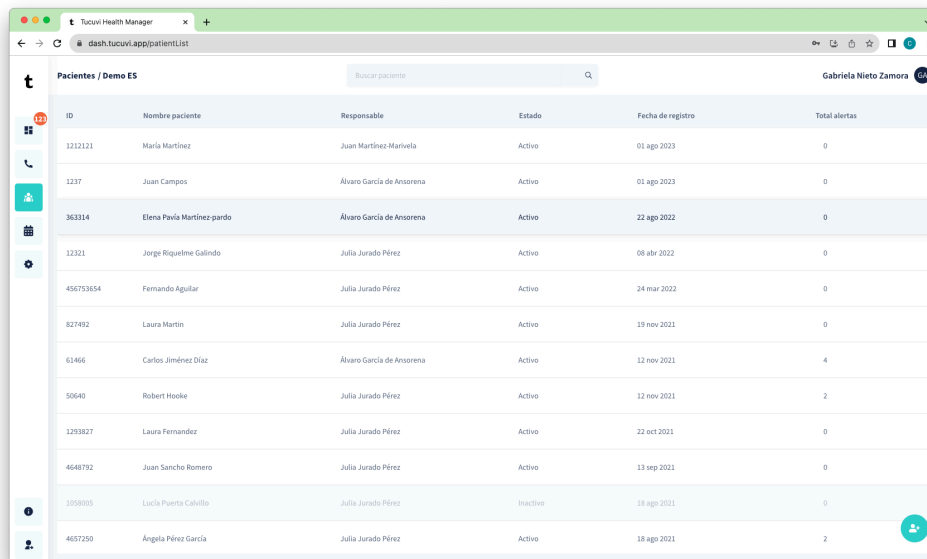 t Tucuvi Health Manager
dash.tucuvi.app/patientList
C
t
Pacientes / Demo ES
Buscar paciente
Gabriela Nieto Zamora GA
123
ID Nombre paciente Responsable Estado Fecha de registro Total alertas
1212121 María Martínez Juan Martínez-Marivela Activo 01 ago 2023 0
1237 Juan Campos Álvaro García de Ansorena Activo 01 ago 2023 0
363314 Elena Pavía Martínez-pardo Álvaro García de Ansorena Activo 22 ago 2022 0
12321 Jorge Riquelme Galindo Julia Jurado Pérez Activo 08 abr 2022 0
456753654 Fernando Aguilar Julia Jurado Pérez Activo 24 mar 2022 0
827492 Laura Martin Julia Jurado Pérez Activo 19 nov 2021 0
61466 Carlos Jiménez Díaz Álvaro García de Ansorena Activo 12 nov 2021 4
50640 Robert Hooke Julia Jurado Pérez Activo 12 nov 2021 2
1293827 Laura Fernandez Julia Jurado Pérez Activo 22 oct 2021 0
4648792 Juan Sancho Romero Julia Jurado Pérez Activo 13 sep 2021 0
1058005 Lucía Puerta Calvillo Julia Jurado Pérez Inactivo 18 ago 2021 0
4657250 Ángela Pérez García Julia Jurado Pérez Activo 18 ago 2021 2